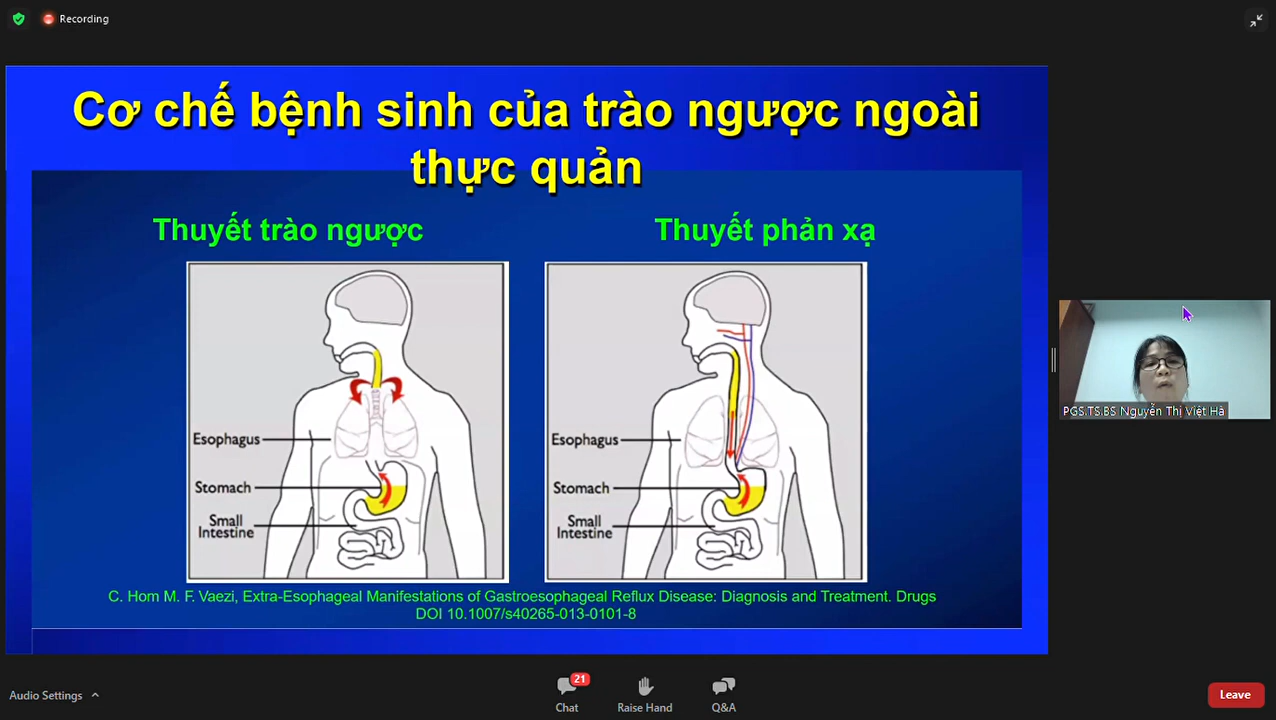 Recording
Cơ chế bệnh sinh của trào ngược ngoài
thực quản
Thuyết trào ngược
Thuyết phản xạ
Esophagus
Stomach
Small
Intestine
Esophagus
Stomach
Small
Intestine
C. Hom M. F. Vaezi, Extra-Esophageal Manifestations of Gastroesophageal Reflux Disease: Diagnosis and Treatment. Drugs
DOI 10.1007/s40265-013-0101-8
PGS.TS.BS Nguyễn Thị Việt Hà
Audio Settings
21
Chat
Raise Hand
Q&A
Leave